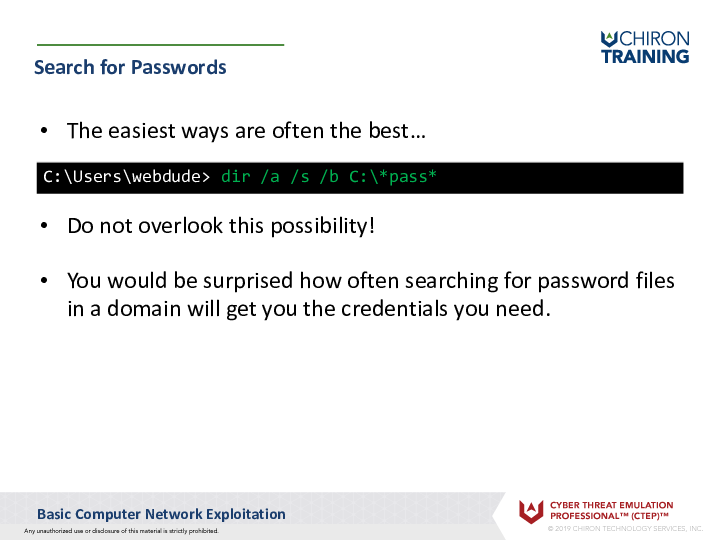 CHIRON
TRAINING
Search for Passwords
• The easiest ways are often the best…
C:\Users\webdude> dir /a /s /b C:\*pass*
• Do not overlook this possibility!
• You would be surprised how often searching for password files
in a domain will get you the credentials you need.
Basic Computer Network Exploitation
Any unauthorized use or disclosure of this material is strictly prohibited.
CYBER THREAT EMULATION
PROFESSIONAL™ (CTEP)™
© 2019 CHIRON TECHNOLOGY SERVICES, INC.